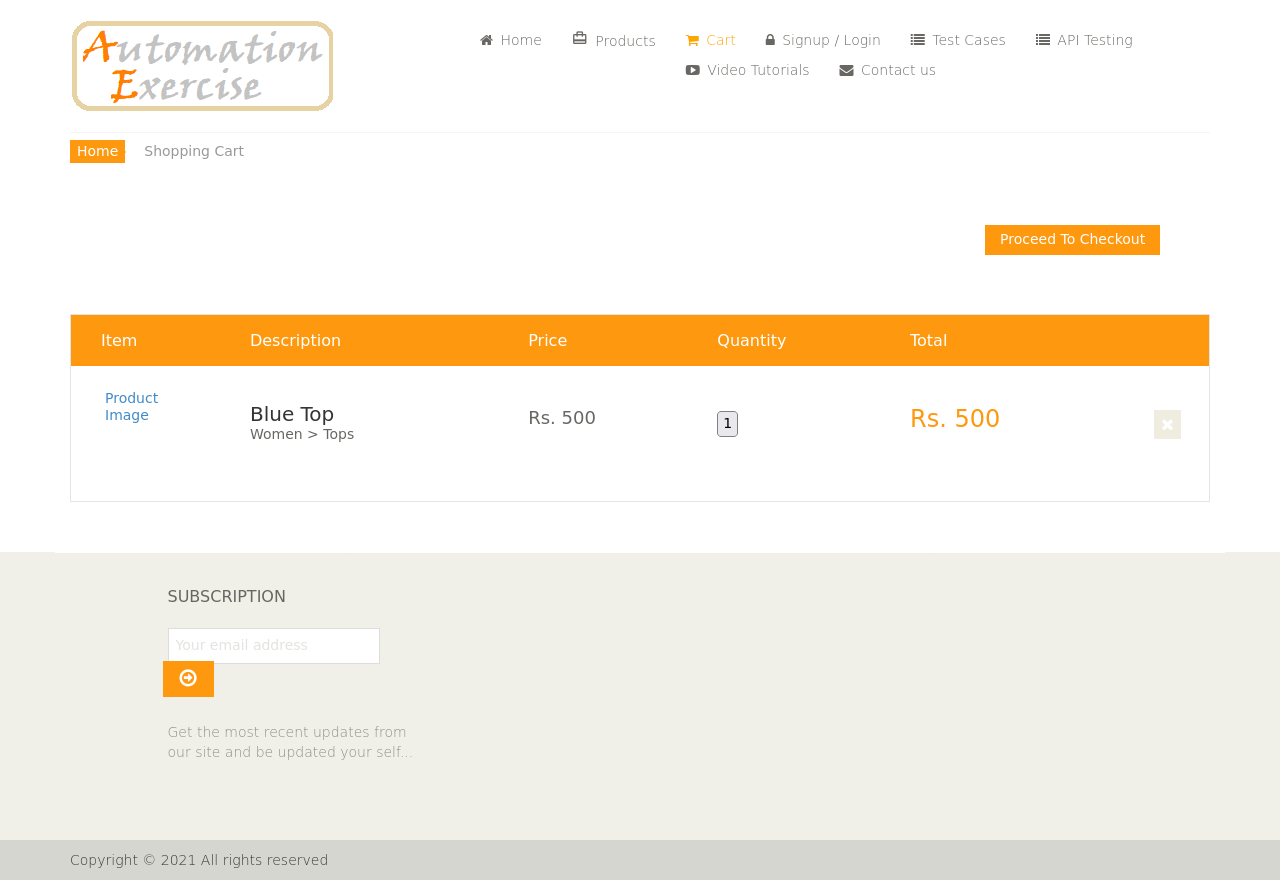 Automation
Exercise
Home
Products
Cart
Signup / Login
Test Cases
API Testing
Video Tutorials
Contact us
Home
Shopping Cart
Proceed To Checkout
Item
Description
Price
Quantity
Total
Product
Image
Blue Top
Women > Tops
Rs. 500
1
Rs. 500
SUBSCRIPTION
Your email address
Get the most recent updates from
our site and be updated your self...
Copyright © 2021 All rights reserved